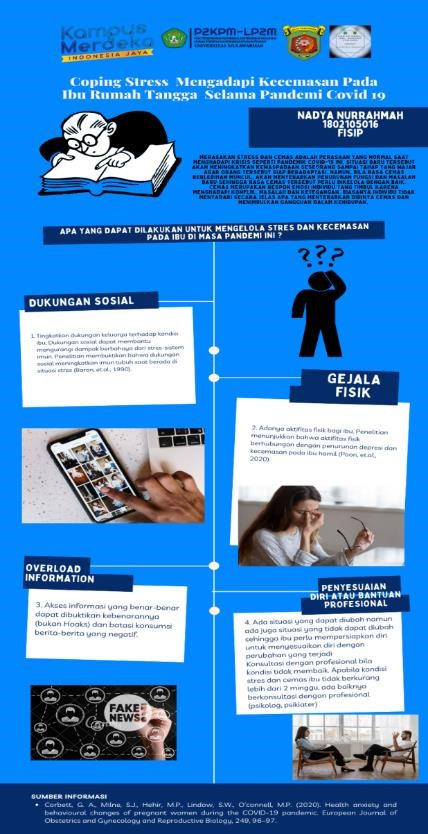 Kampus
Merdeka
INDONESIA JAYA
P2KPM-LP2M
UNIVERSITAS MULAWARMAN
Coping Stress Mengadapi Kecemasan Pada
Ibu Rumah Tangga Selama Pandemi Covid 19
NADYA NURRAHMAH
1802105016
FISIP
MERASAKAN STRESS DAN CEMAS ADALAH PERASAAN YANG NORMAL SAAT
MENGHADAPI KRISIS SEPERTI PANDEMIK COVID-19 INI. SITUASI BARU TERSEBUT
AKAN MENINGKATKAN KEWASPADAAN SESEORANG SAMPAI TAHAP YANG WAJAR
AGAR ORANG TERSEBUT SIAP BERADAPTASI. NAMUN, BILA RASA CEMAS
BERLEBIHAN MUNCUL, AKAN MENYEBABKAN PENURUNAN FUNGSI DAN MASALAH
BARU SEHINGGA RASA CEMAS TERSEBUT PERLU DIKELOLA DENGAN BAIK.
CEMAS MERUPAKAN RESPON EMOSI INDIVIDU YANG TIMBUL KARENA
MENGHADAPI KONFLIK, MASALAH DAN KETEGANGAN. BIASANYA INDIVIDU TIDAK
MENYADARI SECARA JELAS APA YANG MENYEBABKAN DIRINYA CEMAS DAN
MENIMBULKAN GANGGUAN DALAM KEHIDUPAN.
APA YANG DAPAT DILAKUKAN UNTUK MENGELOLA STRES DAN KECEMASAN
PADA IBU DI MASA PANDEMI INI ?
???
DUKUNGAN SOSIAL
1. Tingkatkan dukungan keluarga terhadap kondisi
ibu. Dukungan sosial dapat membantu
mengurangi dampak berbahaya dari stres-sistem
imun. Penelitian membuktikan bahwa dukungan
sosial meningkatkan imun tubuh saat berada di
situasi stres (Baron, et.al., 1990).
GEJALA
FISIK
2. Adanya aktifitas fisik bagi ibu. Penelitian
menunjukkan bahwa aktifitas fisik
berhubungan dengan penurunan depresi dan
kecemasan pada ibu hamil (Poon, et.al.,
2020).
OVERLOAD
INFORMATION
3. Akses informasi yang benar-benar
dapat dibuktikan kebenarannya
(bukan Hoaks) dan batasi konsumsi
berita-berita yang negatif.
FAKE
NEWS
PENYESUAIAN
DIRI ATAU BANTUAN
PROFESIONAL
4. Ada situasi yang dapat diubah namun
ada juga situasi yang tidak dapat diubah
sehingga ibu perlu mempersiapkan diri
untuk menyesuaikan diri dengan
perubahan yang terjadi
Konsultasi dengan profesional bila
kondisi tidak membaik. Apabila kondisi
stres dan cemas ibu tidak berkurang
lebih dari 2 minggu, ada baiknya
berkonsultasi dengan profesional
(psikolog, psikiater)
SUMBER INFORMASI
• Corbett, G. A., Milne, S.J., Hehir, M.P., Lindow, S.W., O'connell, M.P. (2020). Health anxiety and
behavioural changes of pregnant women during the COVID-19 pandemic. European Journal of
Obstetrics and Gynecology and Reproductive Biology, 249, 96–97.